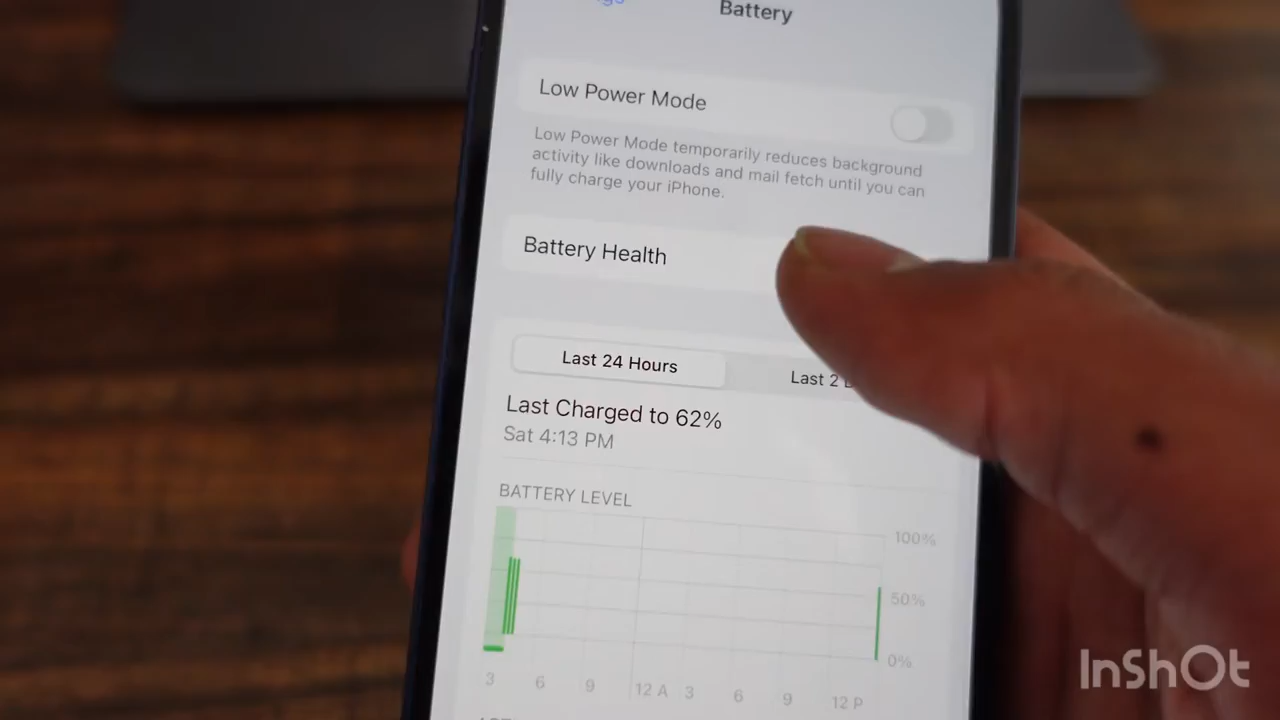 Battery
Low Power Mode
Low Power Mode temporarily reduces background
activity like downloads and mail fetch until you can
fully charge your iPhone.
Battery Health
Last 24 Hours
Last 2
Last Charged to 62%
Sat 4:13 PM
BATTERY LEVEL
100%
50%
0%
3 6 9 12 A 3 6 9 12 P
InShOt